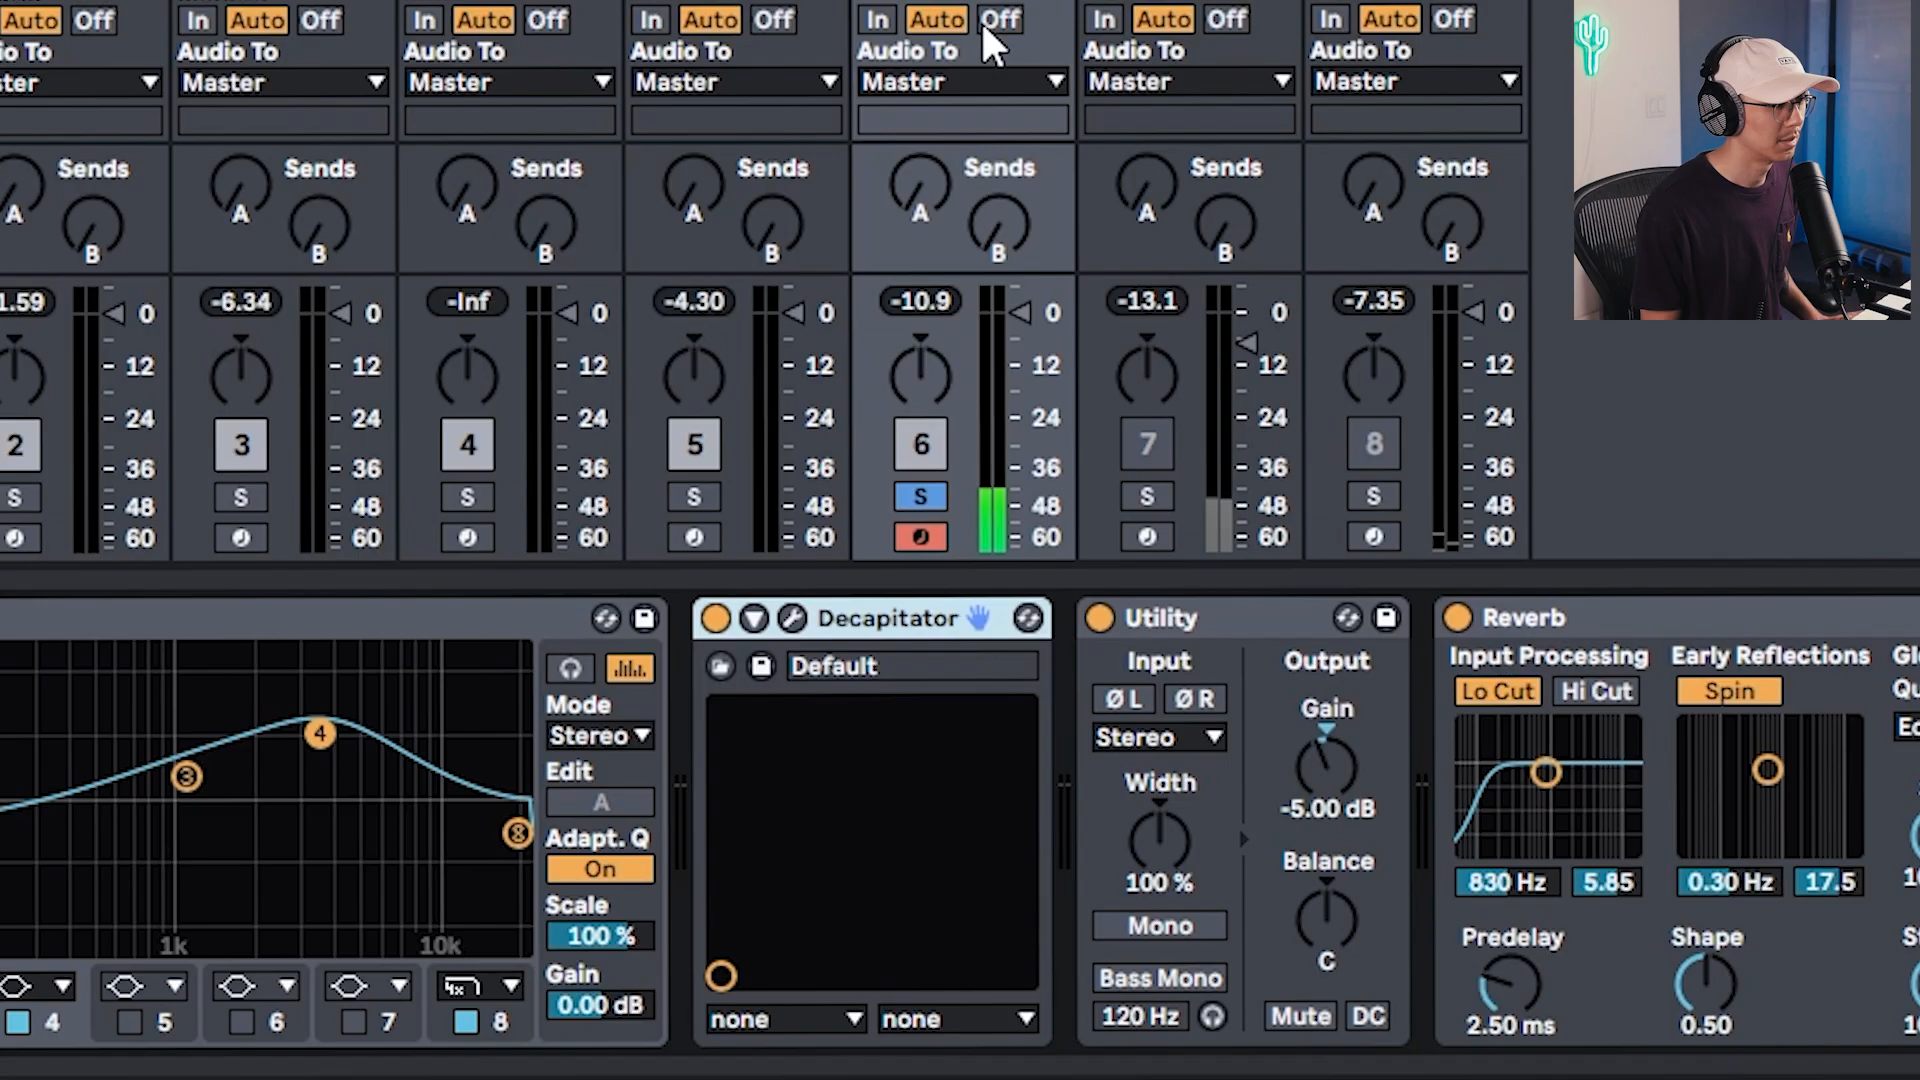 Auto Off In Auto Off In Auto Off In Auto Off In Auto Off In Auto Off In Auto Off
Audio To Audio To Audio To Audio To Audio To Audio To
Master Master Master Master Master Master
Sends Sends Sends Sends Sends Sends Sends
A A A A A A A
B B B B B B B
1.59 0 -6.34 0 -Inf 0 -4.30 0 -10.9 0 -13.1 0 -7.35 0
12 12 12 12 12 12 12
24 24 24 24 24 24 24
2 3 4 5 6 7 8
36 36 36 36 36 36 36
S S S S S S S
48 48 48 48 48 48 48
60 60 60 60 60 60 60
Decapitator Utility Reverb
Default
Mode
Stereo
Edit
A
Adapt. Q
On
Scale
100 %
Gain
0.00 dB
3 4 8
1k 10k
4 5 6 7 x4 8
none none
Input Output
Ø L Ø R
Stereo
Gain
-5.00 dB
Width
100 %
Balance
C
Mono
Bass Mono
120 Hz
Mute DC
Input Processing Early Reflections
Lo Cut Hi Cut Spin
830 Hz 5.85 0.30 Hz 17.5
Predelay Shape
2.50 ms 0.50